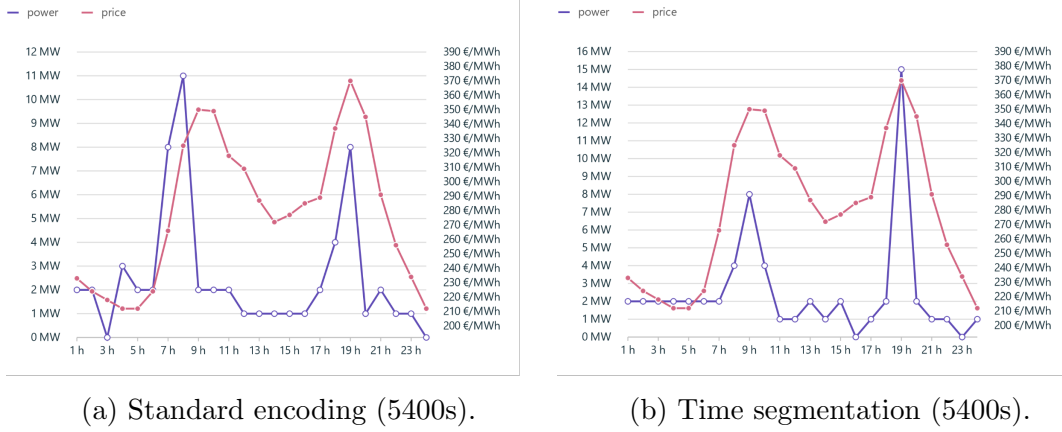 power price
12 MW
11 MW
10 MW
9 MW
8 MW
7 MW
6 MW
5 MW
4 MW
3 MW
2 MW
1 MW
0 MW
390 €/MWh
380 €/MWh
370 €/MWh
360 €/MWh
350 €/MWh
340 €/MWh
330 €/MWh
320 €/MWh
310 €/MWh
300 €/MWh
290 €/MWh
280 €/MWh
270 €/MWh
260 €/MWh
250 €/MWh
240 €/MWh
230 €/MWh
220 €/MWh
210 €/MWh
200 €/MWh
1 h 3 h 5 h 7 h 9 h 11 h 13 h 15 h 17 h 19 h 21 h 23 h
(a) Standard encoding (5400s).
power price
16 MW
15 MW
14 MW
13 MW
12 MW
11 MW
10 MW
9 MW
8 MW
7 MW
6 MW
5 MW
4 MW
3 MW
2 MW
1 MW
0 MW
390 €/MWh
380 €/MWh
370 €/MWh
360 €/MWh
350 €/MWh
340 €/MWh
330 €/MWh
320 €/MWh
310 €/MWh
300 €/MWh
290 €/MWh
280 €/MWh
270 €/MWh
260 €/MWh
250 €/MWh
240 €/MWh
230 €/MWh
220 €/MWh
210 €/MWh
200 €/MWh
1 h 3 h 5 h 7 h 9 h 11 h 13 h 15 h 17 h 19 h 21 h 23 h
(b) Time segmentation (5400s).